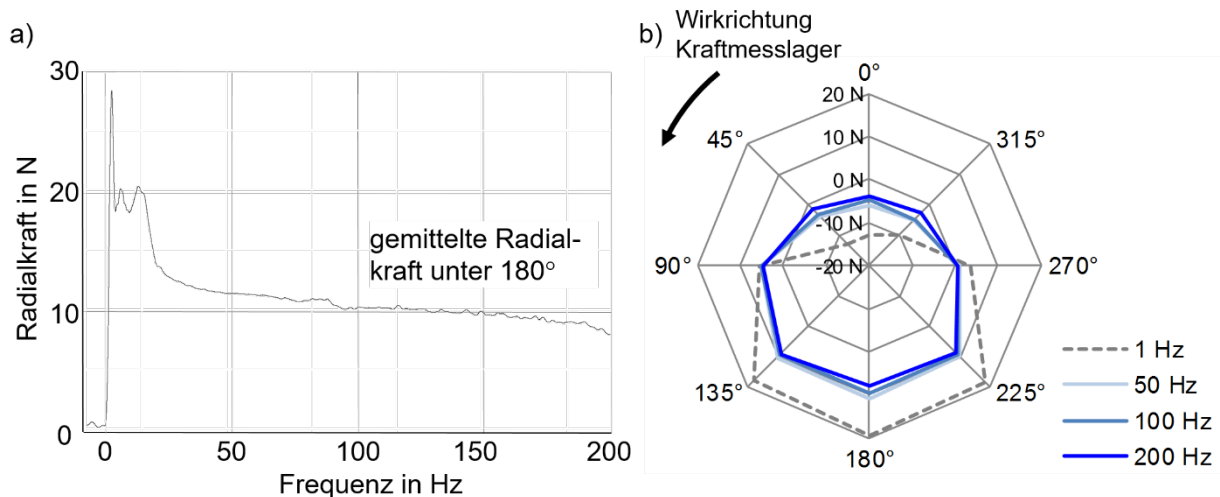 a)
30
20
10
0
Radialkraft in N
gemittelte Radial-
kraft unter 180°
0
50
100
150
200
Frequenz in Hz
b)
Wirkrichtung
Kraftmesslager
0°
45°
315°
90°
270°
135°
225°
180°
20 N
10 N
0 N
-10 N
-20 N
1 Hz
50 Hz
100 Hz
200 Hz